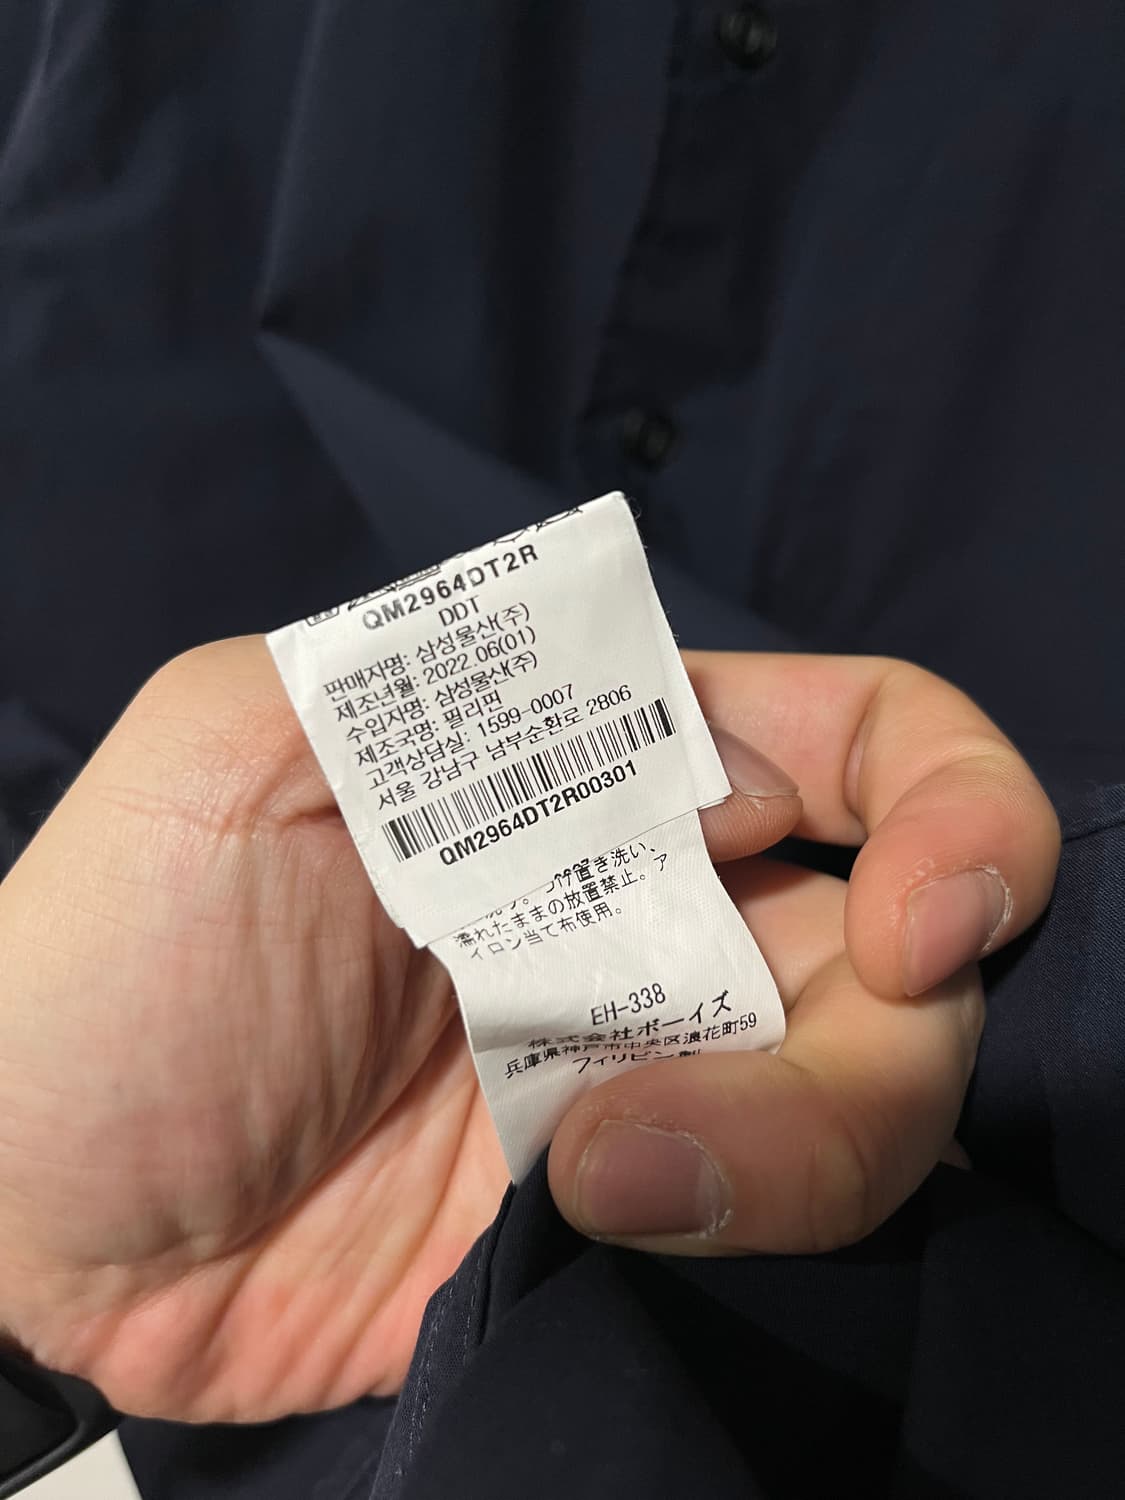 QM2964DT2R
DDT
판매자명: 삼성물산(주)
제조년월: 2022.06(01)
수입자명: 삼성물산(주)
제조국명: 필리핀
고객상담실: 1599-0007
서울 강남구 남부순환로 2806
QM2964DT2R00301
置き洗い、
濡れたままの放置禁止。ア
イロン当て布使用。
EH-338
株式会社ボーイズ
兵庫県神戸市中央区浪花町59
フィリピン製